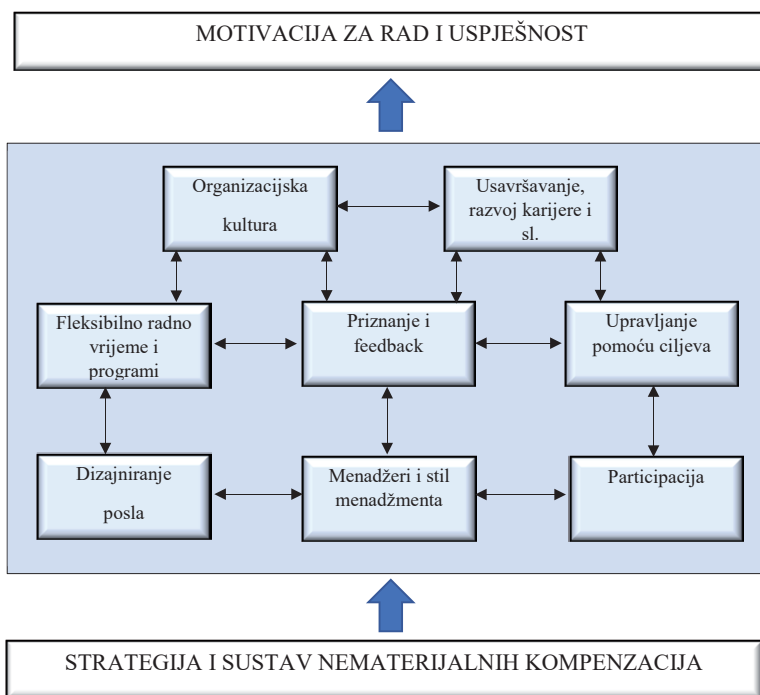 MOTIVACIJA ZA RAD I USPJEŠNOST
Organizacijska
kultura
Usavršavanje,
razvoj karijere i
sl.
Fleksibilno radno
vrijeme i
programi
Priznanje i
feedback
Upravljanje
pomoću ciljeva
Dizajniranje
posla
Menadžeri i stil
menadžmenta
Participacija
STRATEGIJA I SUSTAV NEMATERIJALNIH KOMPENZACIJA